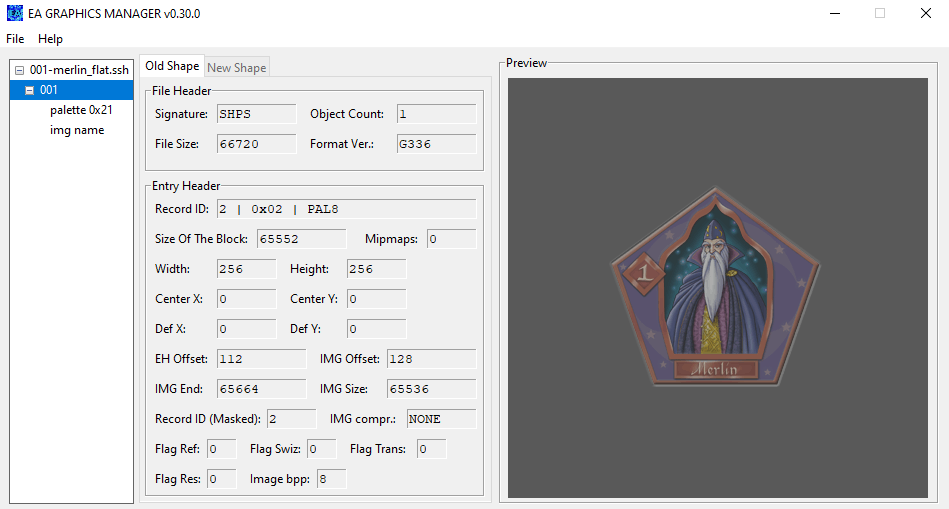 EA GRAPHICS MANAGER v0.30.0
File Help
001-merlin_flat.ssh
001
palette 0x21
img name
Old Shape New Shape
File Header
Signature: SHPS Object Count: 1
File Size: 66720 Format Ver.: G336
Entry Header
Record ID: 2 | 0x02 | PAL8
Size Of The Block: 65552 Mipmaps: 0
Width: 256 Height: 256
Center X: 0 Center Y: 0
Def X: 0 Def Y: 0
EH Offset: 112 IMG Offset: 128
IMG End: 65664 IMG Size: 65536
Record ID (Masked): 2 IMG compr.: NONE
Flag Ref: 0 Flag Swiz: 0 Flag Trans: 0
Flag Res: 0 Image bpp: 8
Preview
1
Merlin